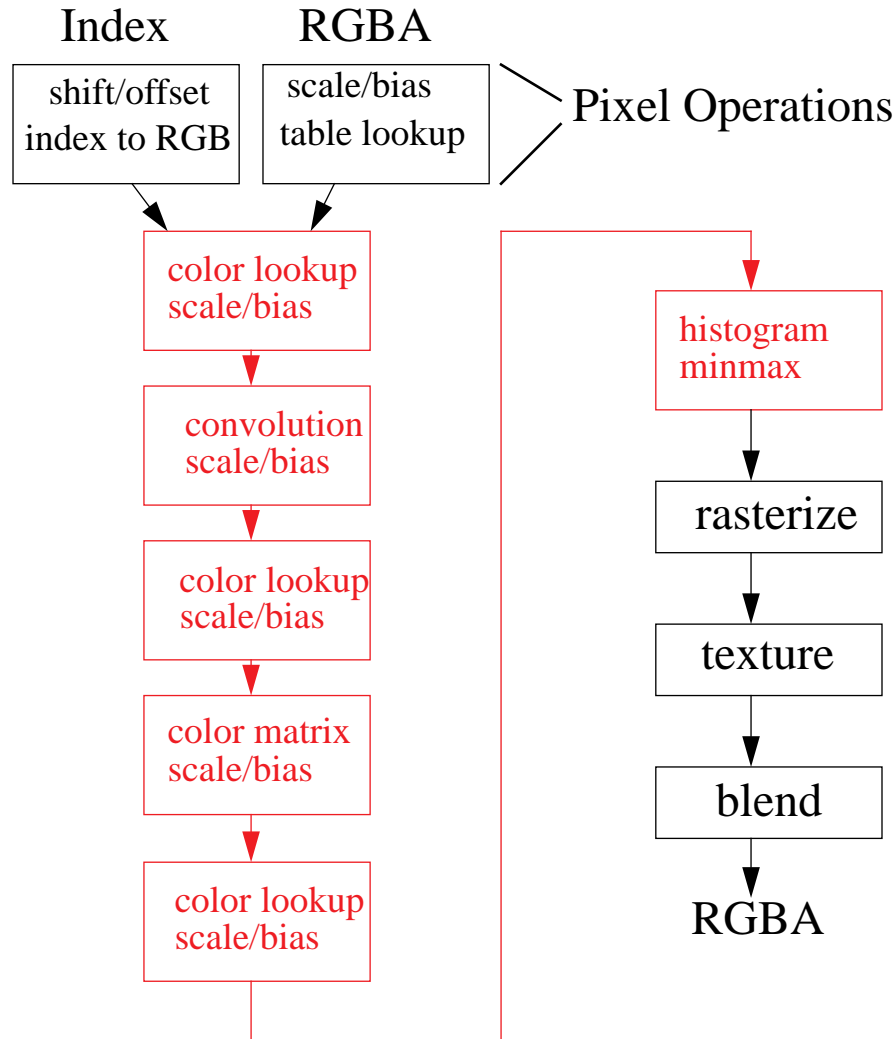 Index
RGBA
shift/offset
index to RGB
scale/bias
table lookup
Pixel Operations
color lookup
scale/bias
convolution
scale/bias
color lookup
scale/bias
color matrix
scale/bias
color lookup
scale/bias
histogram
minmax
rasterize
texture
blend
RGBA